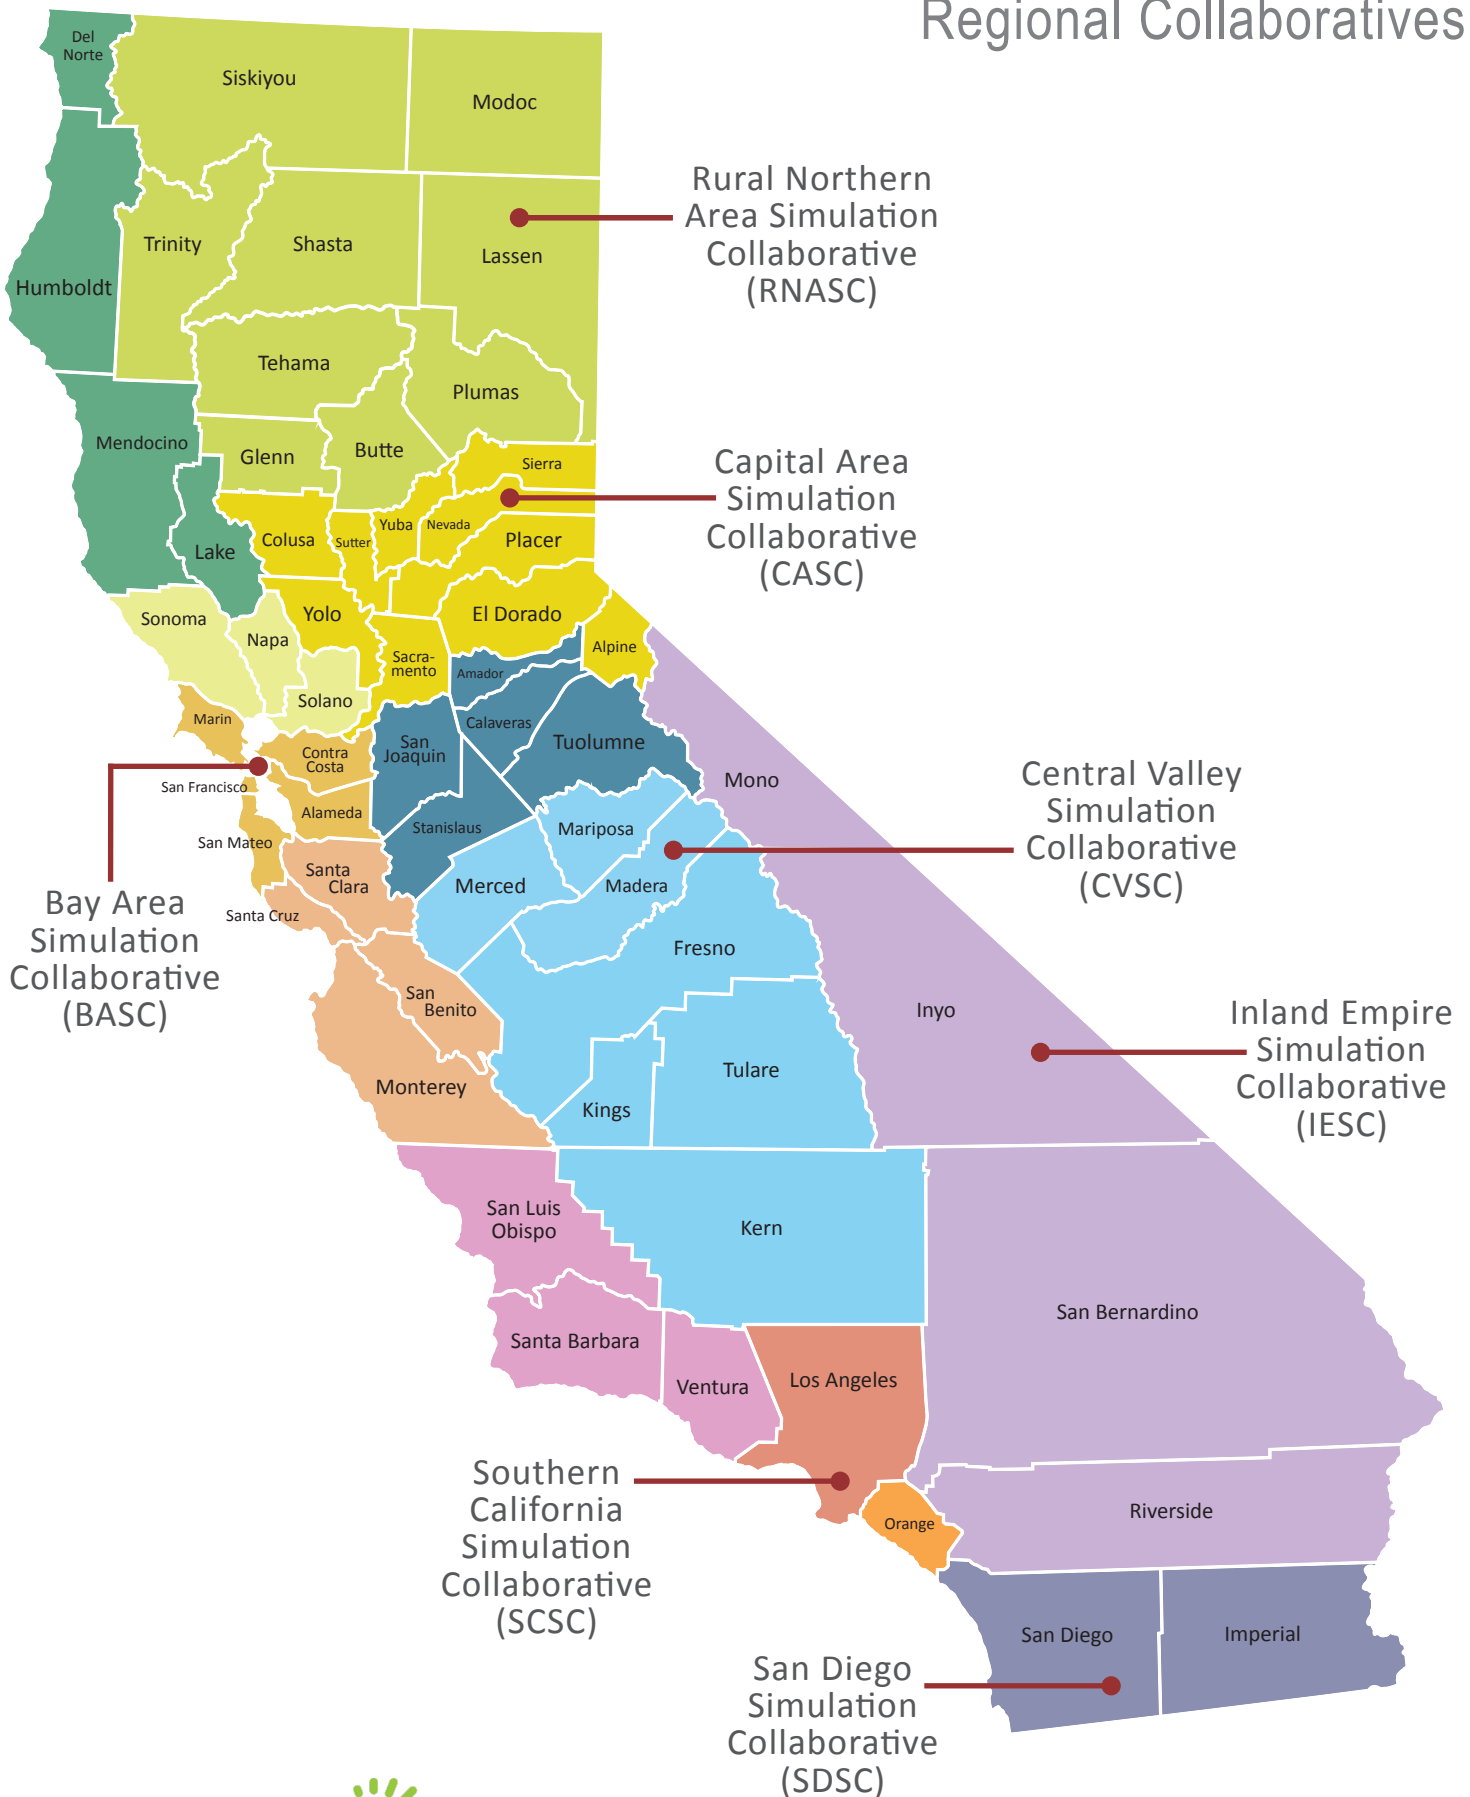 Regional Collaboratives
Del
Norte
Siskiyou
Modoc
Rural Northern
Area Simulation
Collaborative
(RNASC)
Trinity
Shasta
Lassen
Humboldt
Tehama
Plumas
Mendocino
Glenn
Butte
Sierra
Capital Area
Simulation
Collaborative
(CASC)
Yuba
Nevada
Colusa
Sutter
Placer
Lake
Sonoma
Yolo
El Dorado
Napa
Alpine
Sacra-
mento
Amador
Solano
Marin
Calaveras
San
Joaquin
Tuolumne
Contra
Costa
Mono
San Francisco
Alameda
Stanislaus
Mariposa
Central Valley
Simulation
Collaborative
(CVSC)
San Mateo
Santa
Clara
Merced
Madera
Santa Cruz
Bay Area
Simulation
Collaborative
(BASC)
Fresno
San
Benito
Inyo
Inland Empire
Simulation
Collaborative
(IESC)
Monterey
Tulare
Kings
San Luis
Obispo
Kern
San Bernardino
Santa Barbara
Ventura
Los Angeles
Southern
California
Simulation
Collaborative
(SCSC)
Orange
Riverside
San Diego
Imperial
San Diego
Simulation
Collaborative
(SDSC)